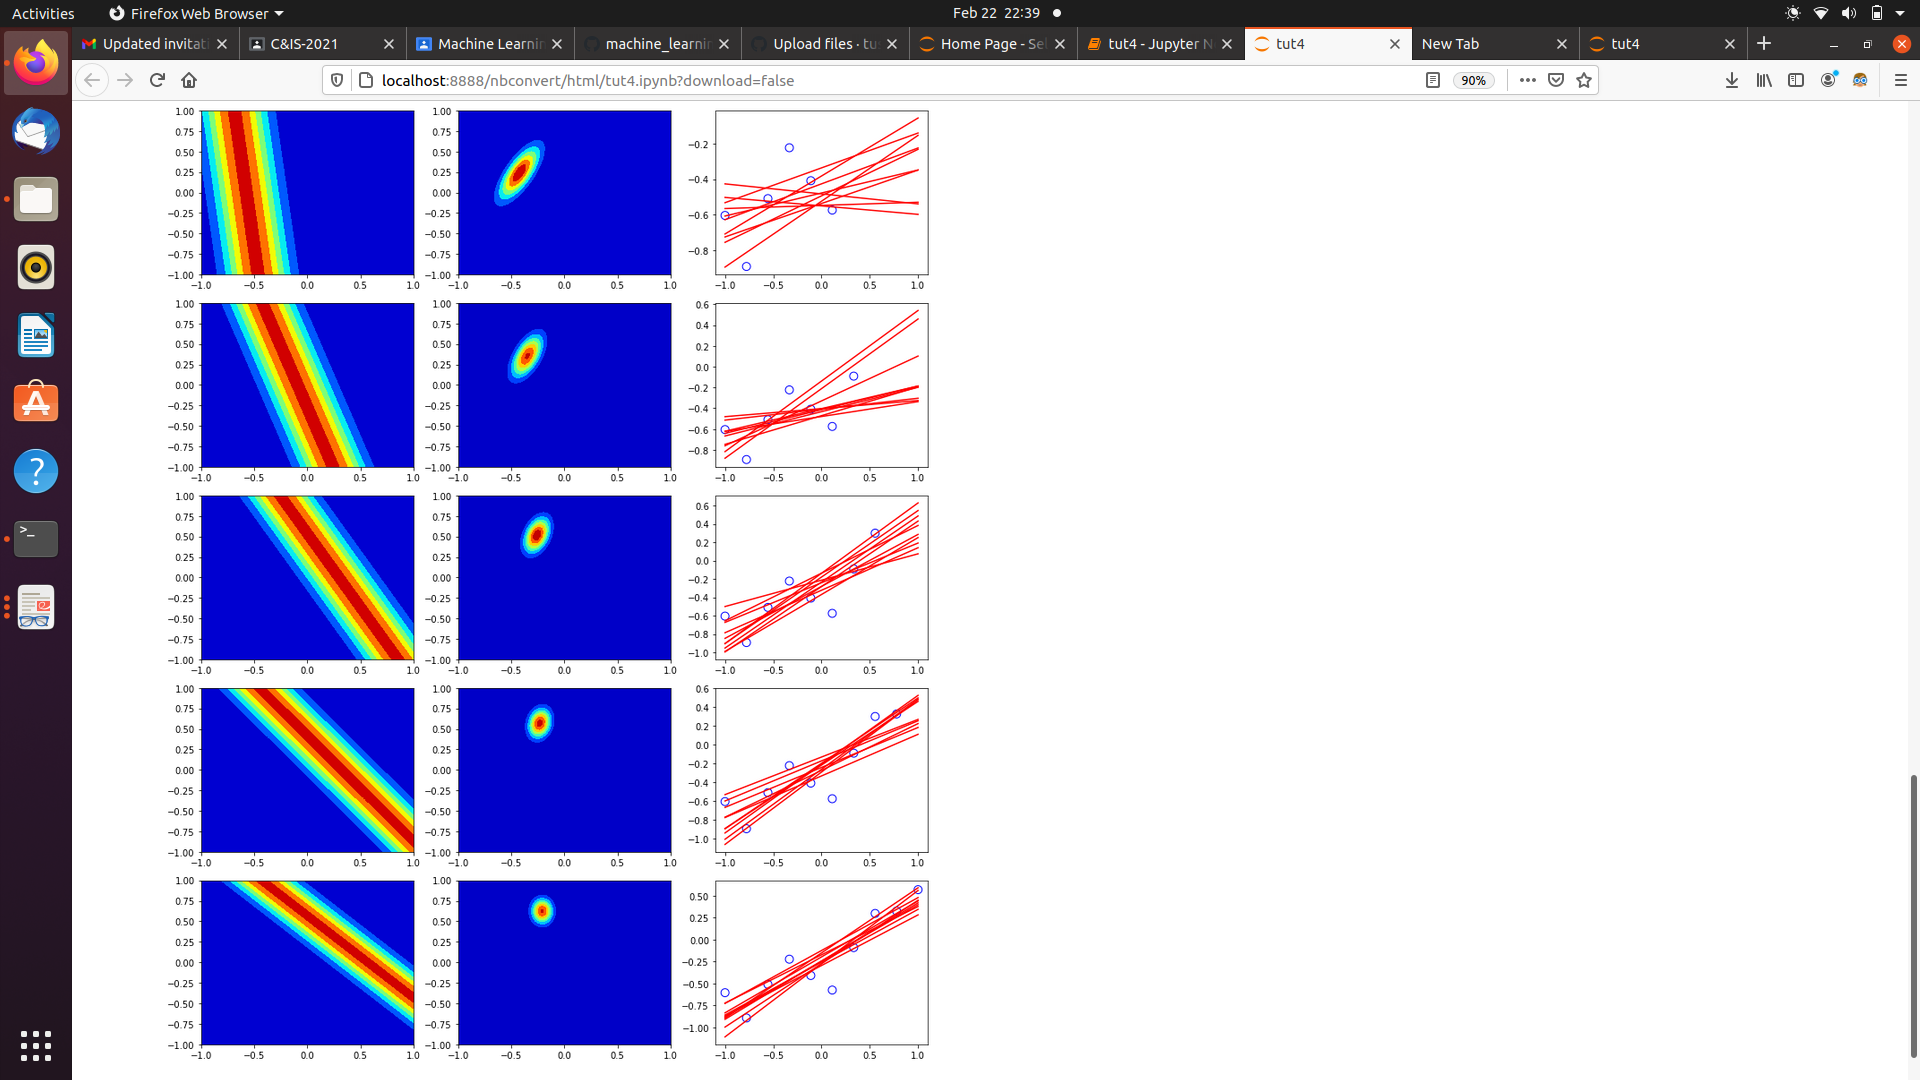 Activities Firefox Web Browser Feb 22 22:39
Updated invitat C&IS-2021 Machine Learnin machine_learnin Upload files · tu Home Page - Sel tut4 - Jupyter N tut4 New Tab tut4
localhost:8888/nbconvert/html/tut4.ipynb?download=false 90%
1.00 0.75 0.50 0.25 0.00 −0.25 −0.50 −0.75 −1.00
−1.0 −0.5 0.0 0.5 1.0
1.00 0.75 0.50 0.25 0.00 −0.25 −0.50 −0.75 −1.00
−1.0 −0.5 0.0 0.5 1.0
−0.2 −0.4 −0.6 −0.8
−1.0 −0.5 0.0 0.5 1.0
1.00 0.75 0.50 0.25 0.00 −0.25 −0.50 −0.75 −1.00
−1.0 −0.5 0.0 0.5 1.0
1.00 0.75 0.50 0.25 0.00 −0.25 −0.50 −0.75 −1.00
−1.0 −0.5 0.0 0.5 1.0
0.6 0.4 0.2 0.0 −0.2 −0.4 −0.6 −0.8
−1.0 −0.5 0.0 0.5 1.0
1.00 0.75 0.50 0.25 0.00 −0.25 −0.50 −0.75 −1.00
−1.0 −0.5 0.0 0.5 1.0
1.00 0.75 0.50 0.25 0.00 −0.25 −0.50 −0.75 −1.00
−1.0 −0.5 0.0 0.5 1.0
0.6 0.4 0.2 0.0 −0.2 −0.4 −0.6 −0.8 −1.0
−1.0 −0.5 0.0 0.5 1.0
1.00 0.75 0.50 0.25 0.00 −0.25 −0.50 −0.75 −1.00
−1.0 −0.5 0.0 0.5 1.0
1.00 0.75 0.50 0.25 0.00 −0.25 −0.50 −0.75 −1.00
−1.0 −0.5 0.0 0.5 1.0
0.6 0.4 0.2 0.0 −0.2 −0.4 −0.6 −0.8 −1.0
−1.0 −0.5 0.0 0.5 1.0
1.00 0.75 0.50 0.25 0.00 −0.25 −0.50 −0.75 −1.00
−1.0 −0.5 0.0 0.5 1.0
1.00 0.75 0.50 0.25 0.00 −0.25 −0.50 −0.75 −1.00
−1.0 −0.5 0.0 0.5 1.0
0.50 0.25 0.00 −0.25 −0.50 −0.75 −1.00
−1.0 −0.5 0.0 0.5 1.0